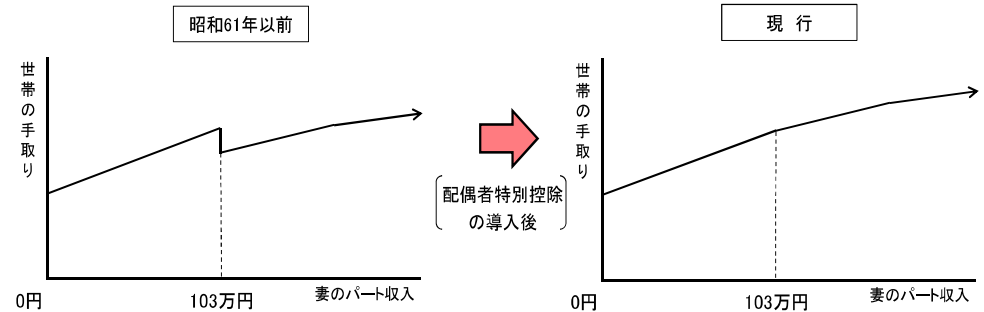 昭和61年以前
世帯の手取り
0円
103万円
妻のパート収入
配偶者特別控除
の導入後
現 行
世帯の手取り
0円
103万円
妻のパート収入